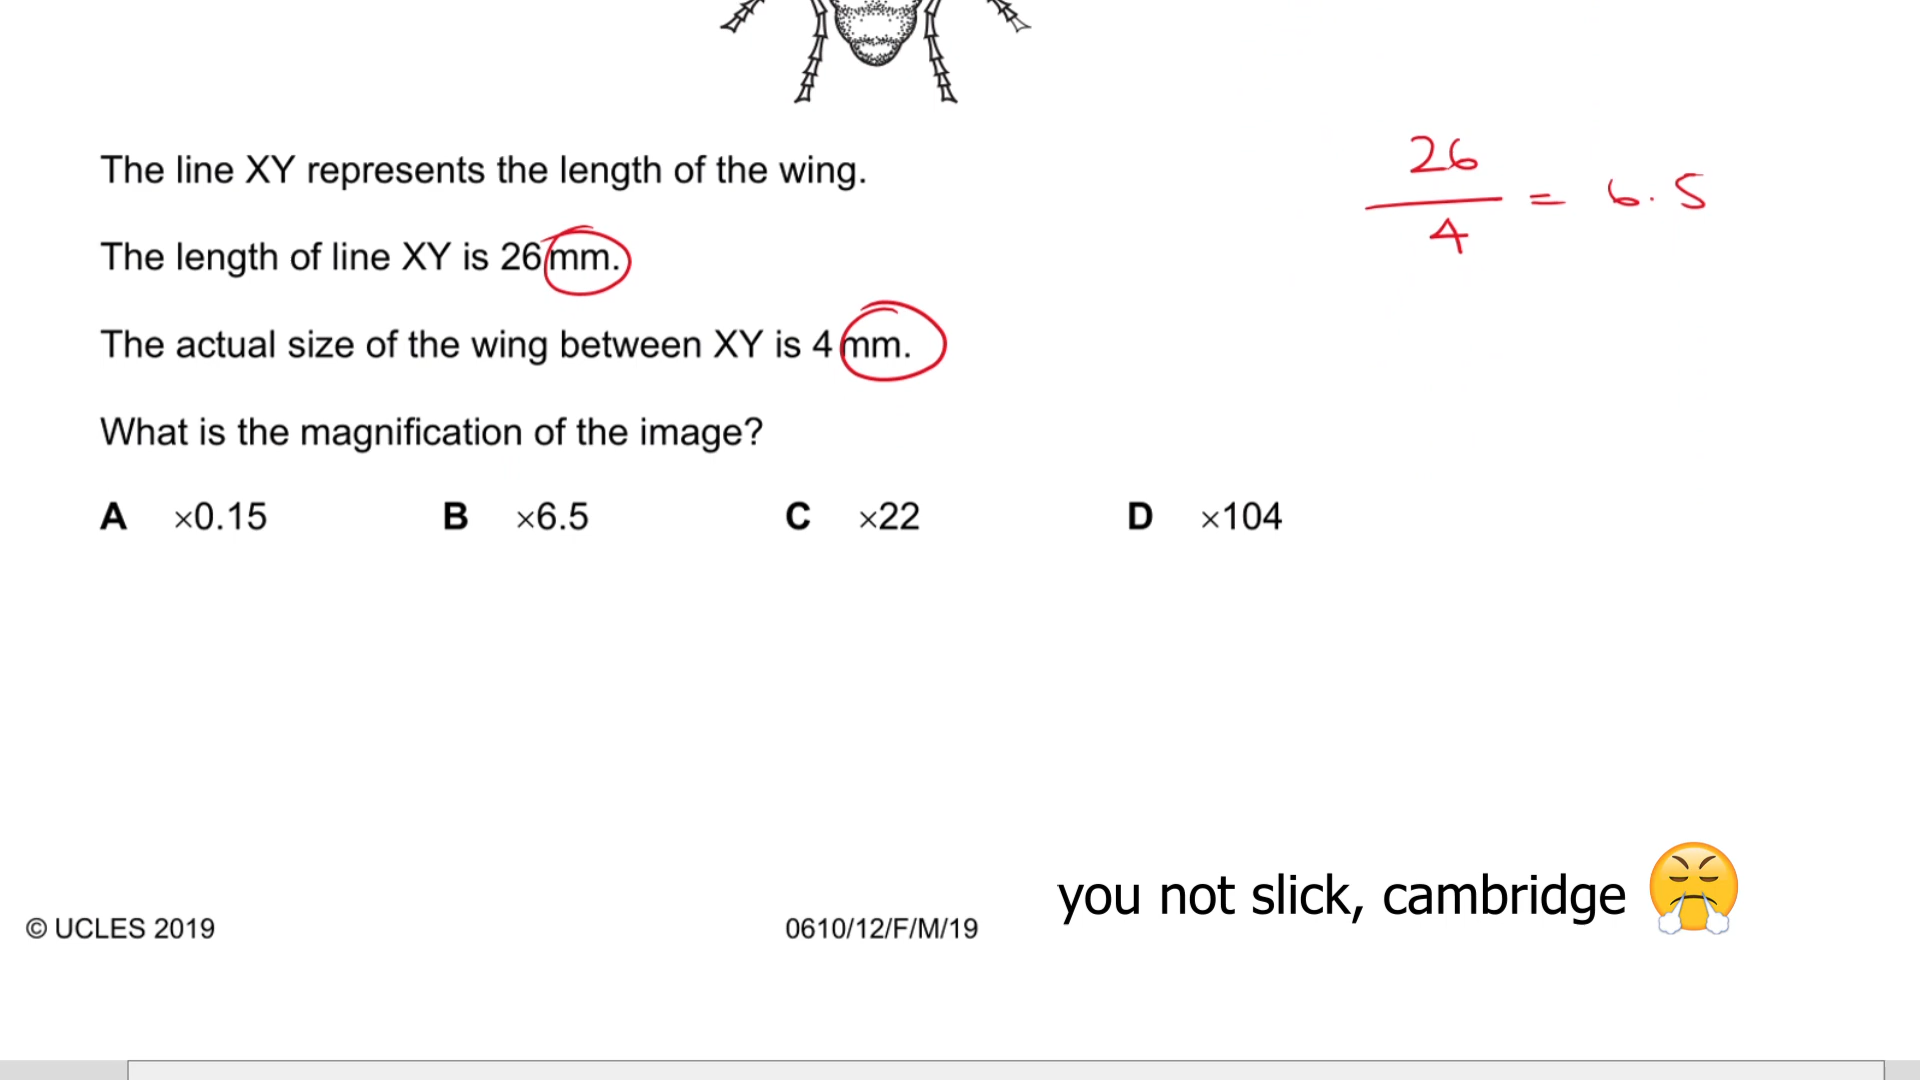 The line XY represents the length of the wing.
26
4
= 6.5
The length of line XY is 26 mm.
The actual size of the wing between XY is 4 mm.
What is the magnification of the image?
A ×0.15 B ×6.5 C ×22 D ×104
you not slick, cambridge 😤
© UCLES 2019 0610/12/F/M/19